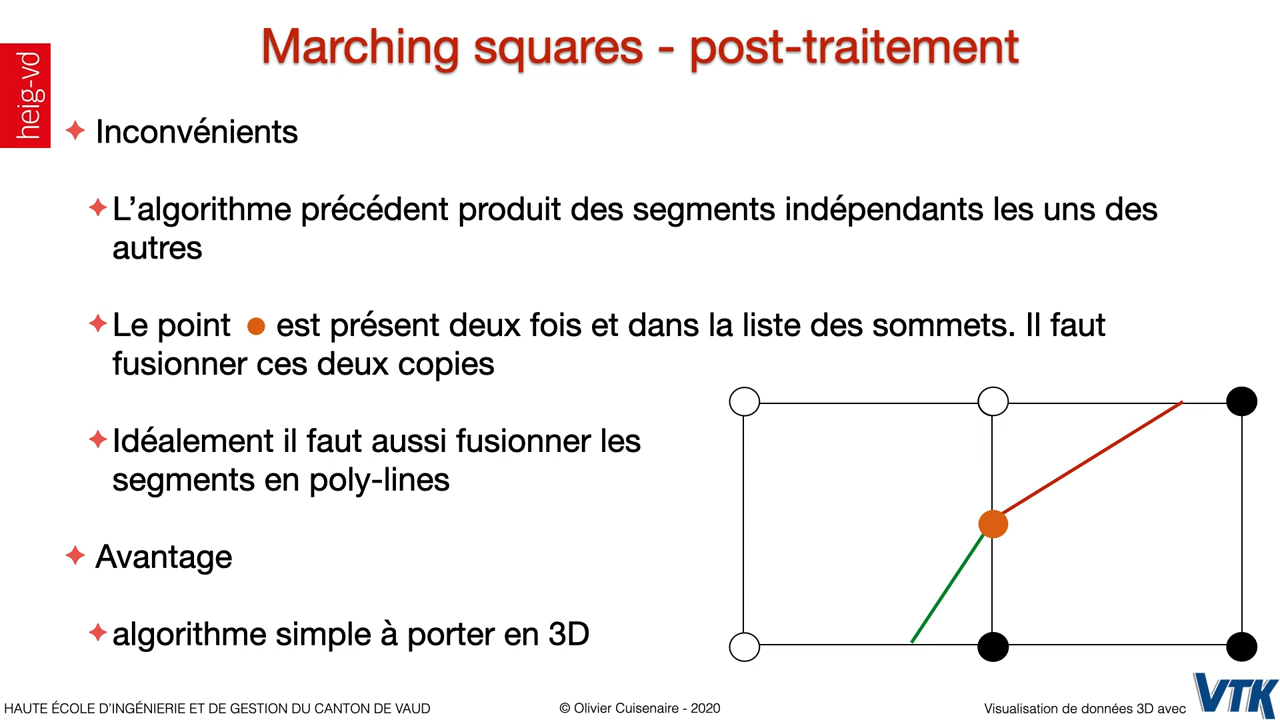 Marching squares - post-traitement
heig-vd
Inconvénients
L'algorithme précédent produit des segments indépendants les uns des
autres
Le point est présent deux fois et dans la liste des sommets. Il faut
fusionner ces deux copies
Idéalement il faut aussi fusionner les
segments en poly-lines
Avantage
algorithme simple à porter en 3D
HAUTE ÉCOLE D'INGÉNIERIE ET DE GESTION DU CANTON DE VAUD
© Olivier Cuisenaire - 2020
Visualisation de données 3D avec
VTK